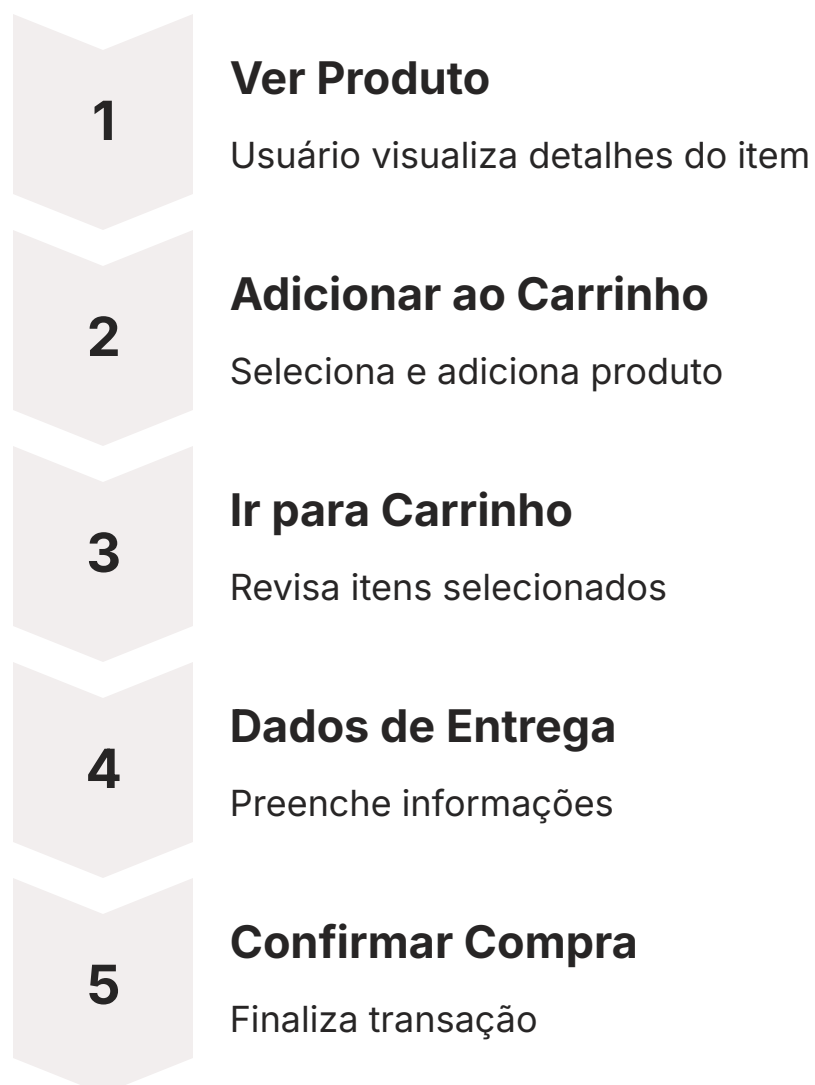 1
Ver Produto
Usuário visualiza detalhes do item
2
Adicionar ao Carrinho
Seleciona e adiciona produto
3
Ir para Carrinho
Revisa itens selecionados
4
Dados de Entrega
Preenche informações
5
Confirmar Compra
Finaliza transação